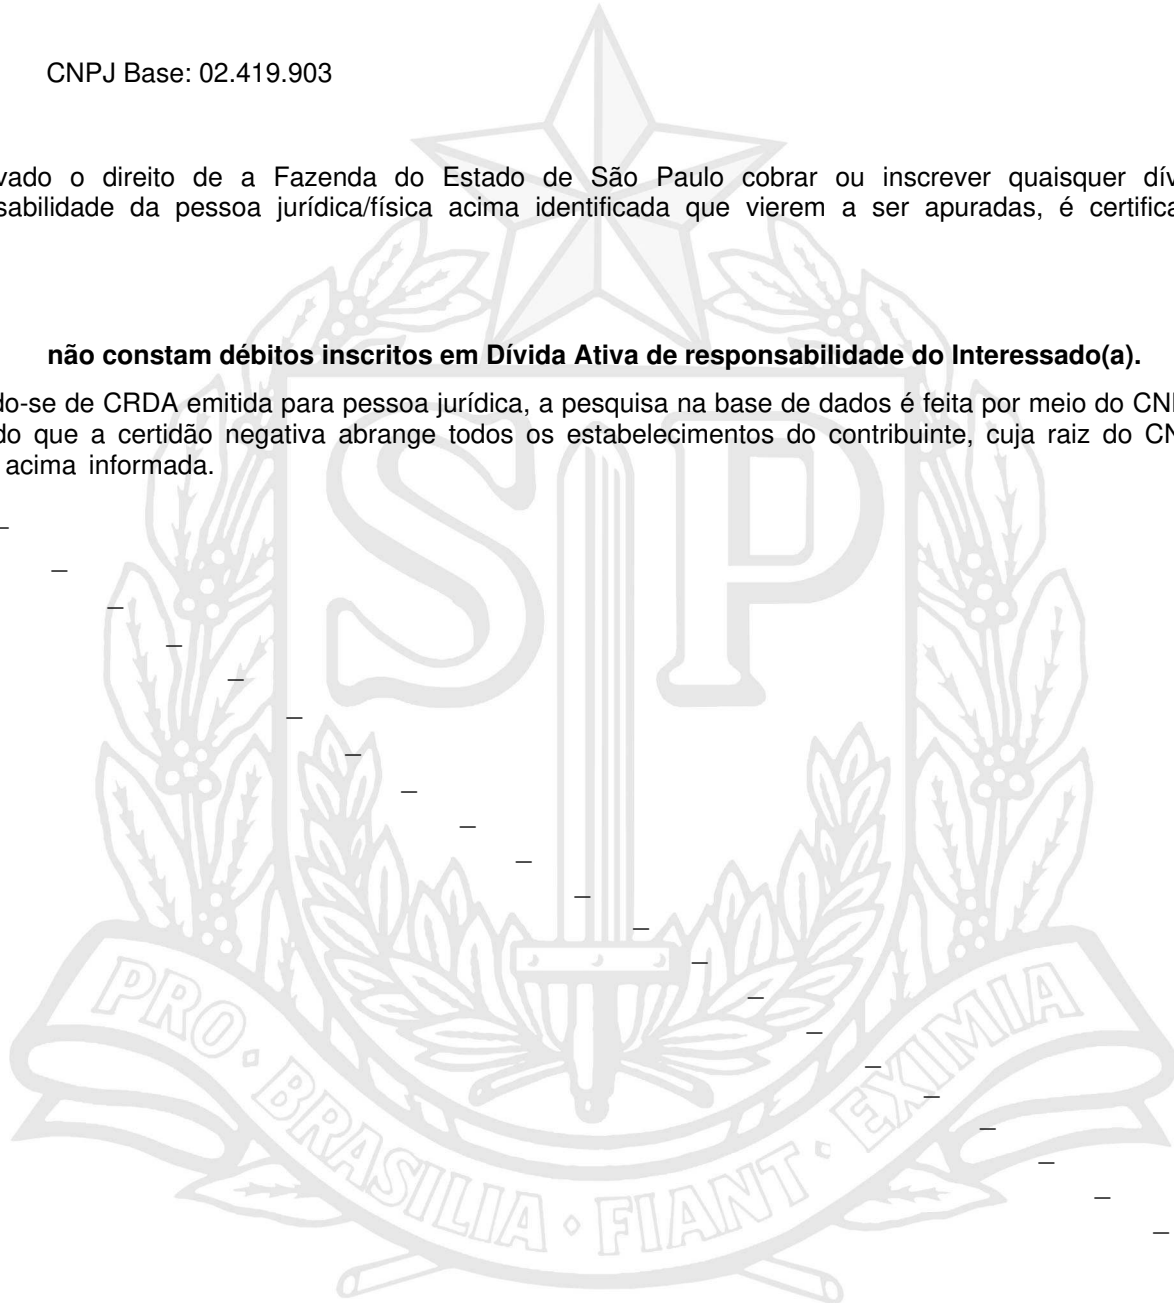 CNPJ Base: 02.419.903
vado o direito de a Fazenda do Estado de São Paulo cobrar ou inscrever quaisquer dív
sabilidade da pessoa jurídica/física acima identificada que vierem a ser apuradas, é certifica
não constam débitos inscritos em Dívida Ativa de responsabilidade do Interessado(a).
do-se de CRDA emitida para pessoa jurídica, a pesquisa na base de dados é feita por meio do CN
do que a certidão negativa abrange todos os estabelecimentos do contribuinte, cuja raiz do CN
acima informada.
SP
PRO • BRASILIA • FIANT • EXIMIA